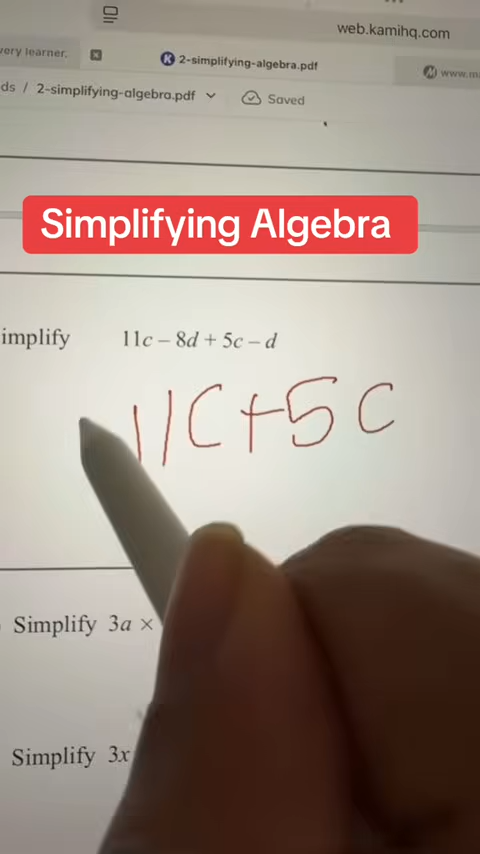 web.kamihq.com
very learner.
2-simplifying-algebra.pdf
www.m
ds / 2-simplifying-algebra.pdf
Saved
Simplifying Algebra
implify 11c – 8d + 5c – d
11C+5C
Simplify 3a ×
Simplify 3x